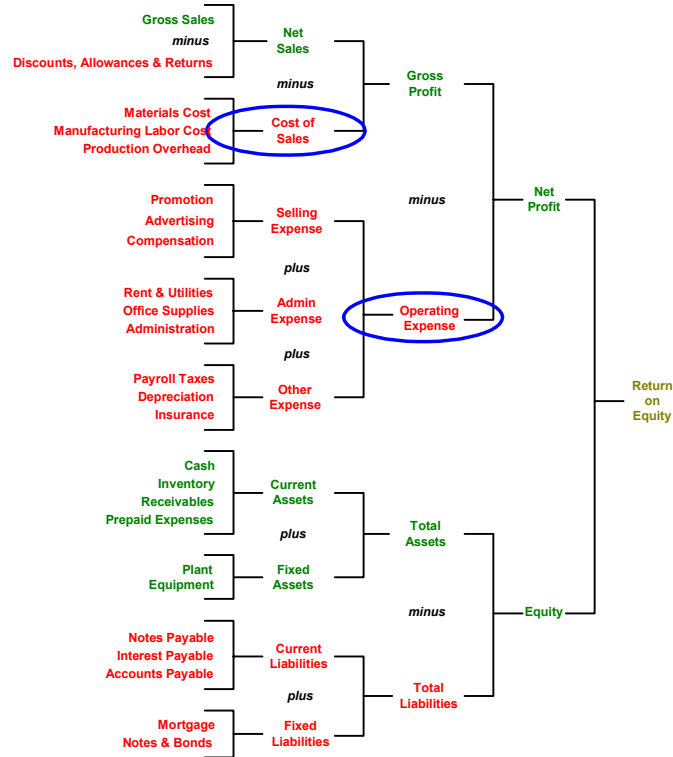 Gross Sales
minus
Discounts, Allowances & Returns
Net
Sales
minus
Gross
Profit
Materials Cost
Manufacturing Labor Cost
Production Overhead
Cost of
Sales
minus
Net
Profit
Promotion
Advertising
Compensation
Selling
Expense
plus
Rent & Utilities
Office Supplies
Administration
Admin
Expense
Operating
Expense
plus
Payroll Taxes
Depreciation
Insurance
Other
Expense
Return
on
Equity
Cash
Inventory
Receivables
Prepaid Expenses
Current
Assets
plus
Total
Assets
Plant
Equipment
Fixed
Assets
minus
Equity
Notes Payable
Interest Payable
Accounts Payable
Current
Liabilities
plus
Total
Liabilities
Mortgage
Notes & Bonds
Fixed
Liabilities